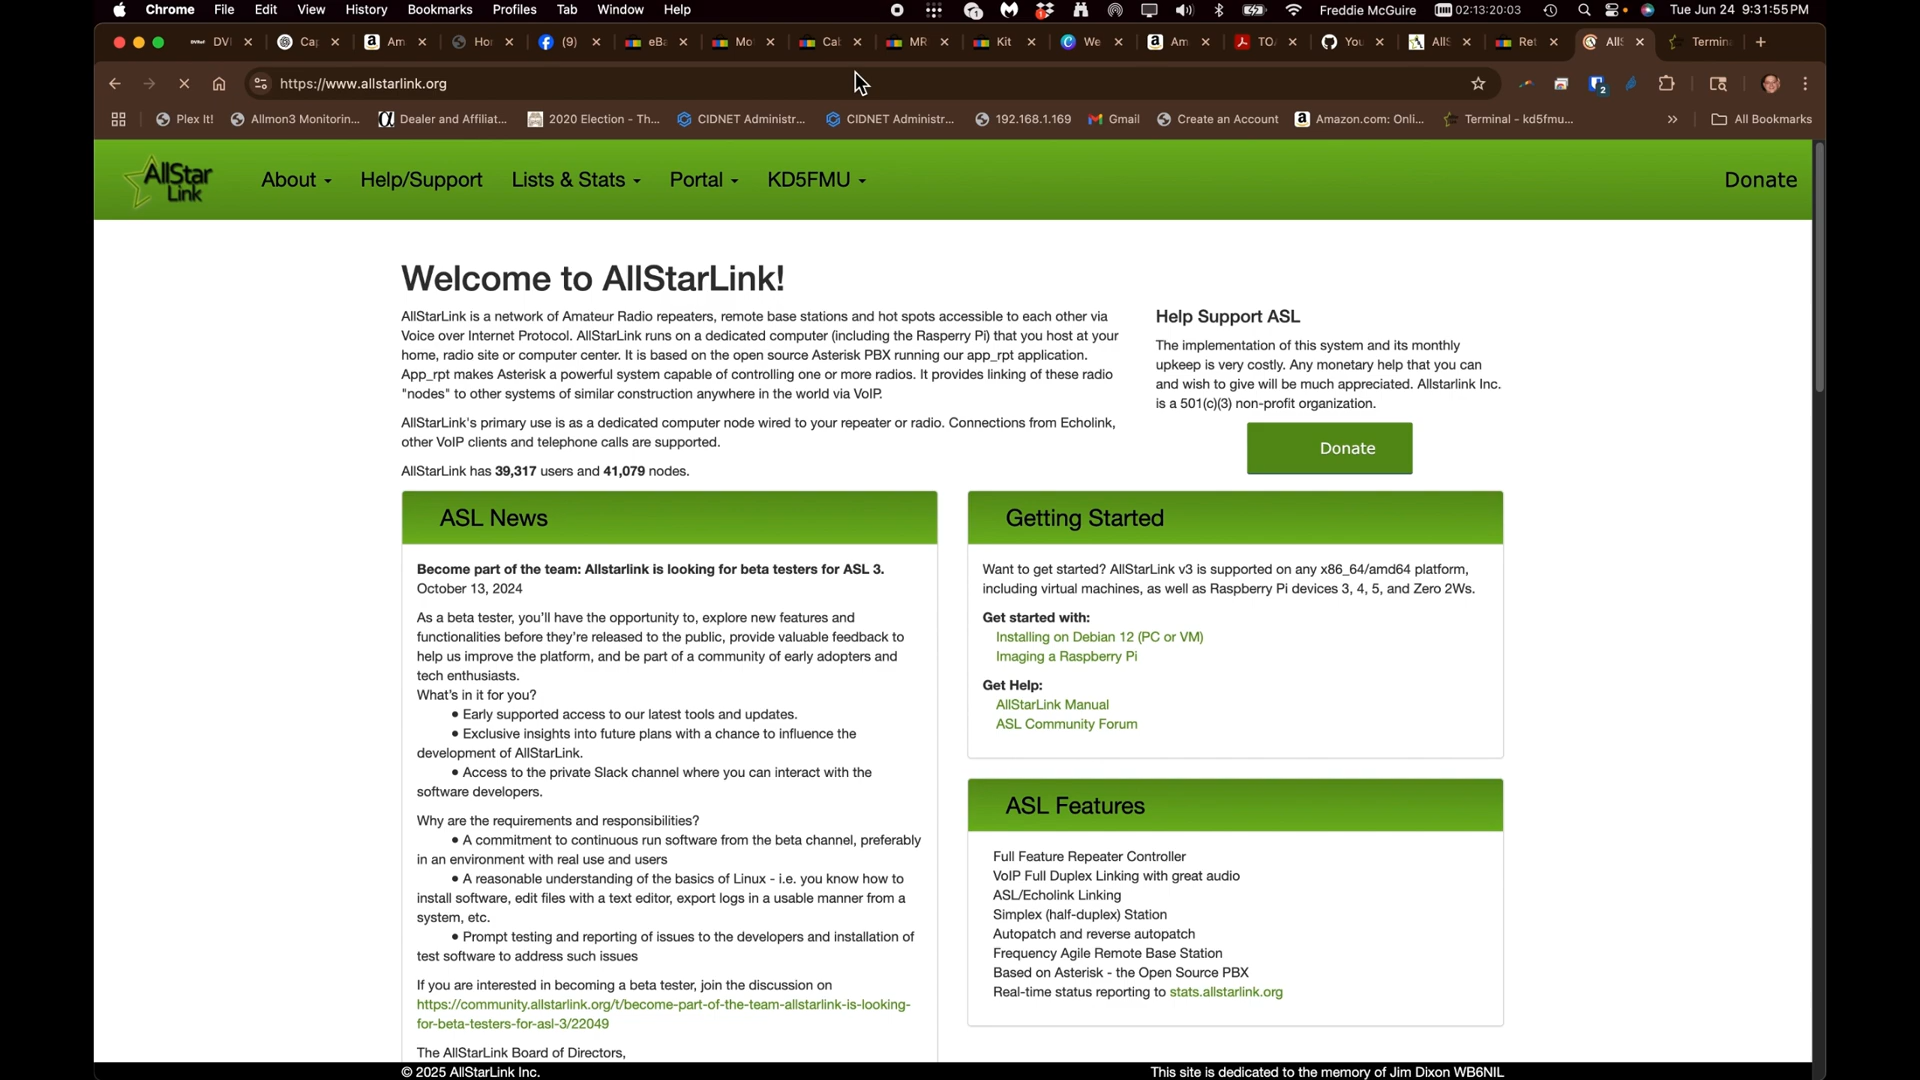 Chrome File Edit View History Bookmarks Profiles Tab Window Help Freddie McGuire 02:13:20:03 Tue Jun 24 9:31:55 PM
DVI Ca Am Ho (9) eBa Mo Ca MR Kit We Am TO You AllS Ret AllS Termin
https://www.allstarlink.org
Plex It! Allmon3 Monitorin... Dealer and Affiliat... 2020 Election - Th... CIDNET Administr... CIDNET Administr... 192.168.1.169 Gmail Create an Account Amazon.com: Onli... Terminal - kd5fmu... » All Bookmarks
AllStar Link About Help/Support Lists & Stats Portal KD5FMU Donate
Welcome to AllStarLink!
AllStarLink is a network of Amateur Radio repeaters, remote base stations and hot spots accessible to each other via
Voice over Internet Protocol. AllStarLink runs on a dedicated computer (including the Rasperry Pi) that you host at your
home, radio site or computer center. It is based on the open source Asterisk PBX running our app_rpt application.
App_rpt makes Asterisk a powerful system capable of controlling one or more radios. It provides linking of these radio
"nodes" to other systems of similar construction anywhere in the world via VoIP.
AllStarLink's primary use is as a dedicated computer node wired to your repeater or radio. Connections from Echolink,
other VoIP clients and telephone calls are supported.
AllStarLink has 39,317 users and 41,079 nodes.
Help Support ASL
The implementation of this system and its monthly
upkeep is very costly. Any monetary help that you can
and wish to give will be much appreciated. Allstarlink Inc.
is a 501(c)(3) non-profit organization.
Donate
ASL News
Become part of the team: Allstarlink is looking for beta testers for ASL 3.
October 13, 2024
As a beta tester, you'll have the opportunity to, explore new features and
functionalities before they're released to the public, provide valuable feedback to
help us improve the platform, and be part of a community of early adopters and
tech enthusiasts.
What's in it for you?
• Early supported access to our latest tools and updates.
• Exclusive insights into future plans with a chance to influence the
development of AllStarLink.
• Access to the private Slack channel where you can interact with the
software developers.
Why are the requirements and responsibilities?
• A commitment to continuous run software from the beta channel, preferably
in an environment with real use and users
• A reasonable understanding of the basics of Linux - i.e. you know how to
install software, edit files with a text editor, export logs in a usable manner from a
system, etc.
• Prompt testing and reporting of issues to the developers and installation of
test software to address such issues
If you are interested in becoming a beta tester, join the discussion on
https://community.allstarlink.org/t/become-part-of-the-team-allstarlink-is-looking-
for-beta-testers-for-asl-3/22049
The AllStarLink Board of Directors,
Getting Started
Want to get started? AllStarLink v3 is supported on any x86_64/amd64 platform,
including virtual machines, as well as Raspberry Pi devices 3, 4, 5, and Zero 2Ws.
Get started with:
Installing on Debian 12 (PC or VM)
Imaging a Raspberry Pi
Get Help:
AllStarLink Manual
ASL Community Forum
ASL Features
Full Feature Repeater Controller
VoIP Full Duplex Linking with great audio
ASL/Echolink Linking
Simplex (half-duplex) Station
Autopatch and reverse autopatch
Frequency Agile Remote Base Station
Based on Asterisk - the Open Source PBX
Real-time status reporting to stats.allstarlink.org
© 2025 AllStarLink Inc. This site is dedicated to the memory of Jim Dixon WB6NIL